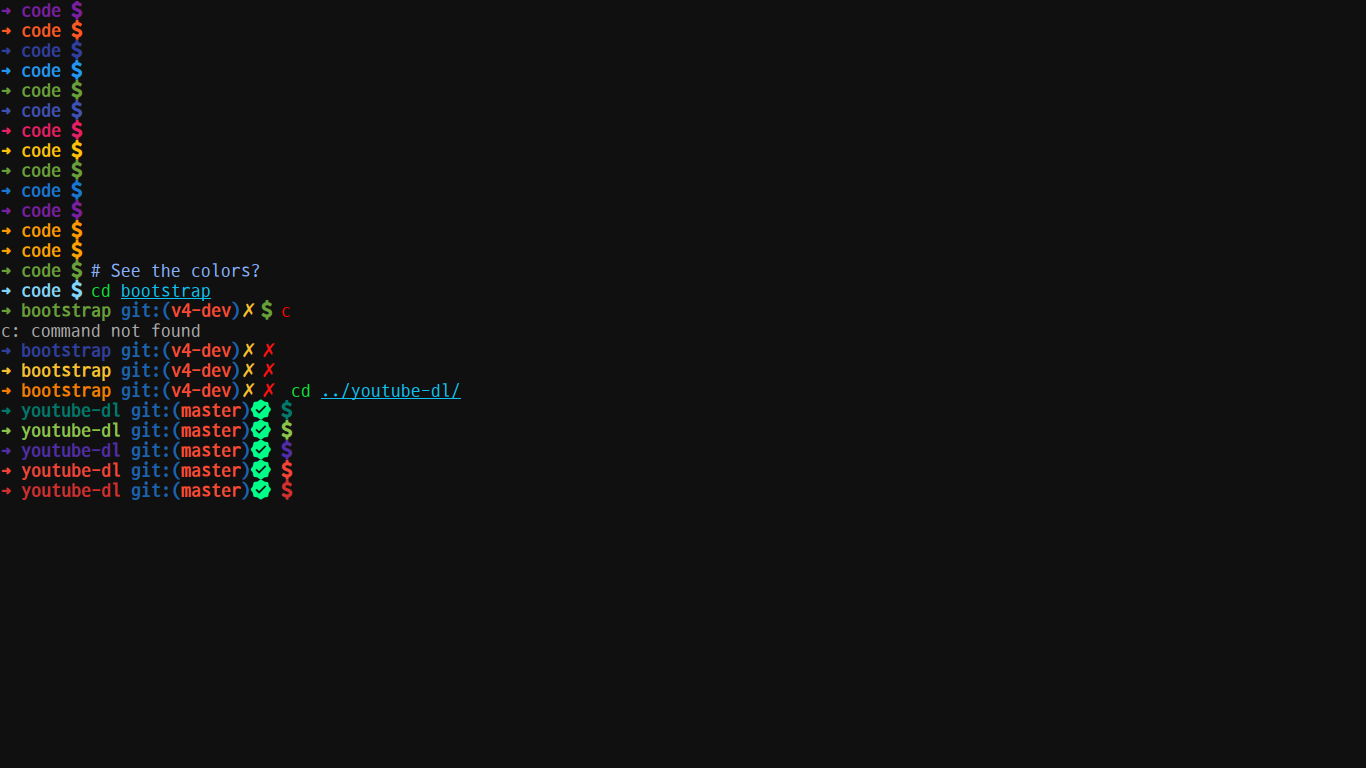 ➜ code $
➜ code $
➜ code $
➜ code $
➜ code $
➜ code $
➜ code $
➜ code $
➜ code $
➜ code $
➜ code $
➜ code $
➜ code $
➜ code $ # See the colors?
➜ code $ cd bootstrap
➜ bootstrap git:(v4-dev)✗ $ c
c: command not found
➜ bootstrap git:(v4-dev)✗ ✗
➜ bootstrap git:(v4-dev)✗ ✗
➜ bootstrap git:(v4-dev)✗ ✗ cd ../youtube-dl/
➜ youtube-dl git:(master) $
➜ youtube-dl git:(master) $
➜ youtube-dl git:(master) $
➜ youtube-dl git:(master) $
➜ youtube-dl git:(master) $